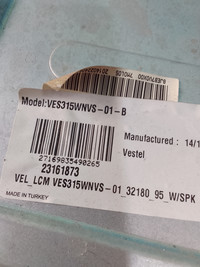 Model:VES315WNVS-01-B
Manufactured : 14/1
Vestel
27169835490265
23161873
VEL_LCM VES315WNVS-01_32180_95_W/SPK
MADE IN TURKEY